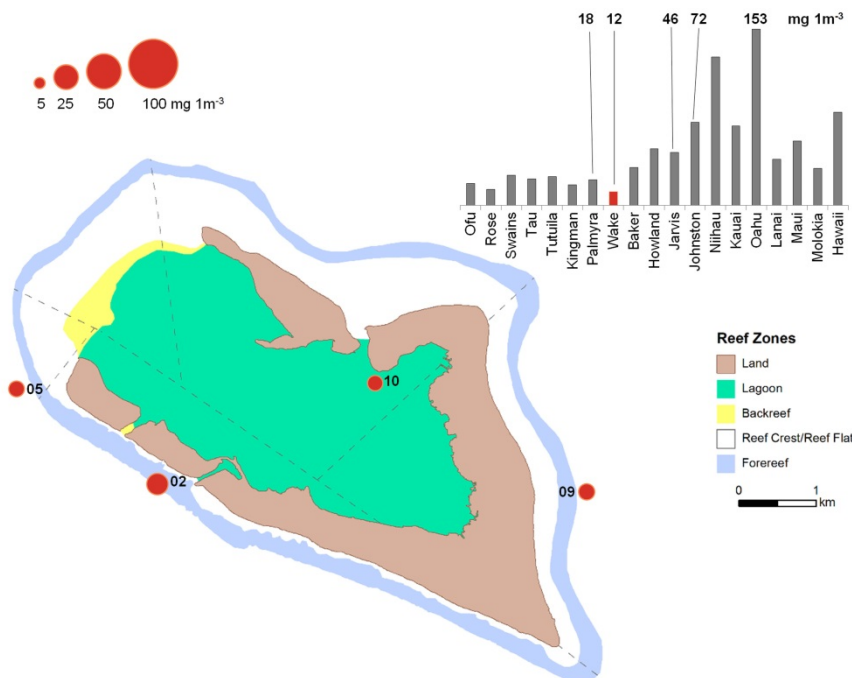 5 25 50 100 mg 1m-3
18 12 46 72 153 mg 1m-3
Ofu
Rose
Swains
Tau
Tutuila
Kingman
Palmyra
Wake
Baker
Howland
Jarvis
Johnston
Niihau
Kauai
Oahu
Lanai
Maui
Molokia
Hawaii
05
02
10
09
Reef Zones
Land
Lagoon
Backreef
Reef Crest/Reef Flat
Forereef
0 1
km